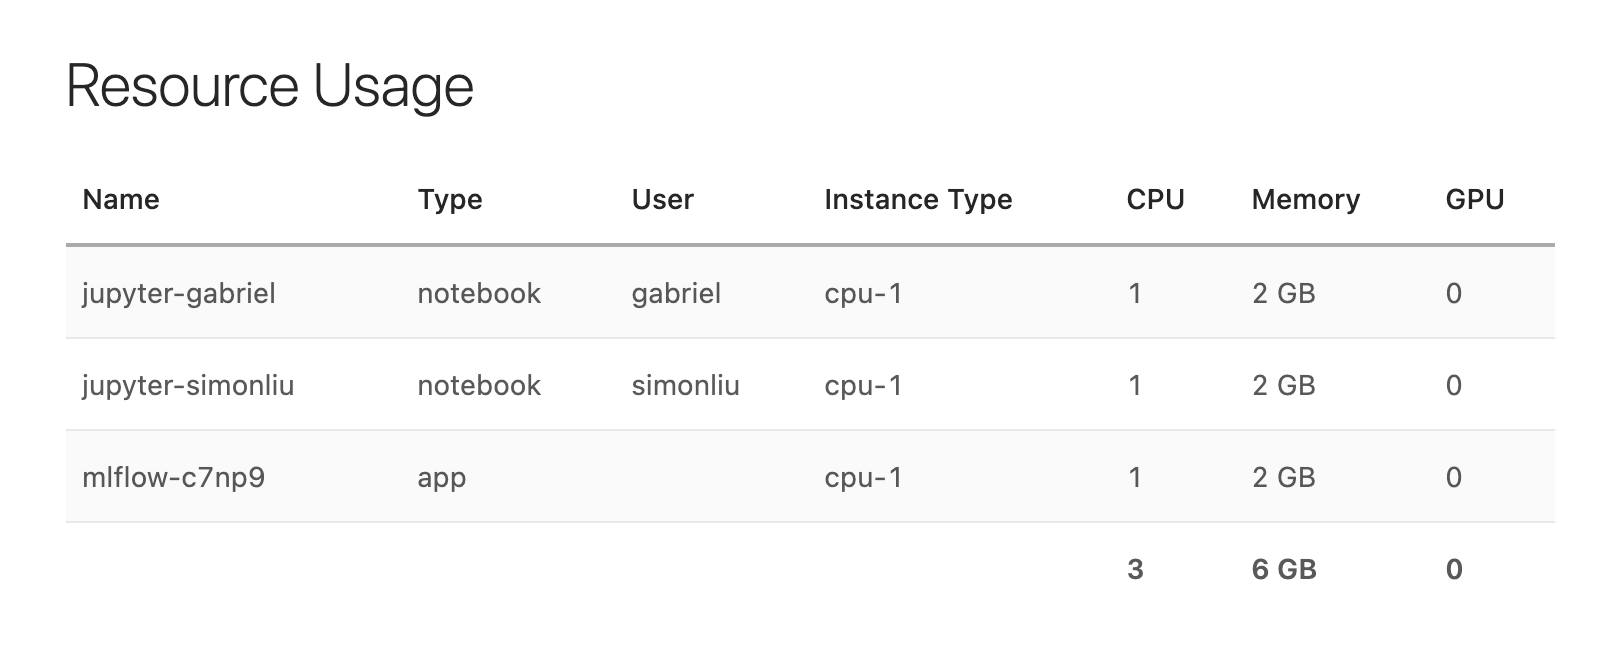 Resource Usage
Name Type User Instance Type CPU Memory GPU
jupyter-gabriel notebook gabriel cpu-1 1 2 GB 0
jupyter-simonliu notebook simonliu cpu-1 1 2 GB 0
mlflow-c7np9 app cpu-1 1 2 GB 0
3 6 GB 0